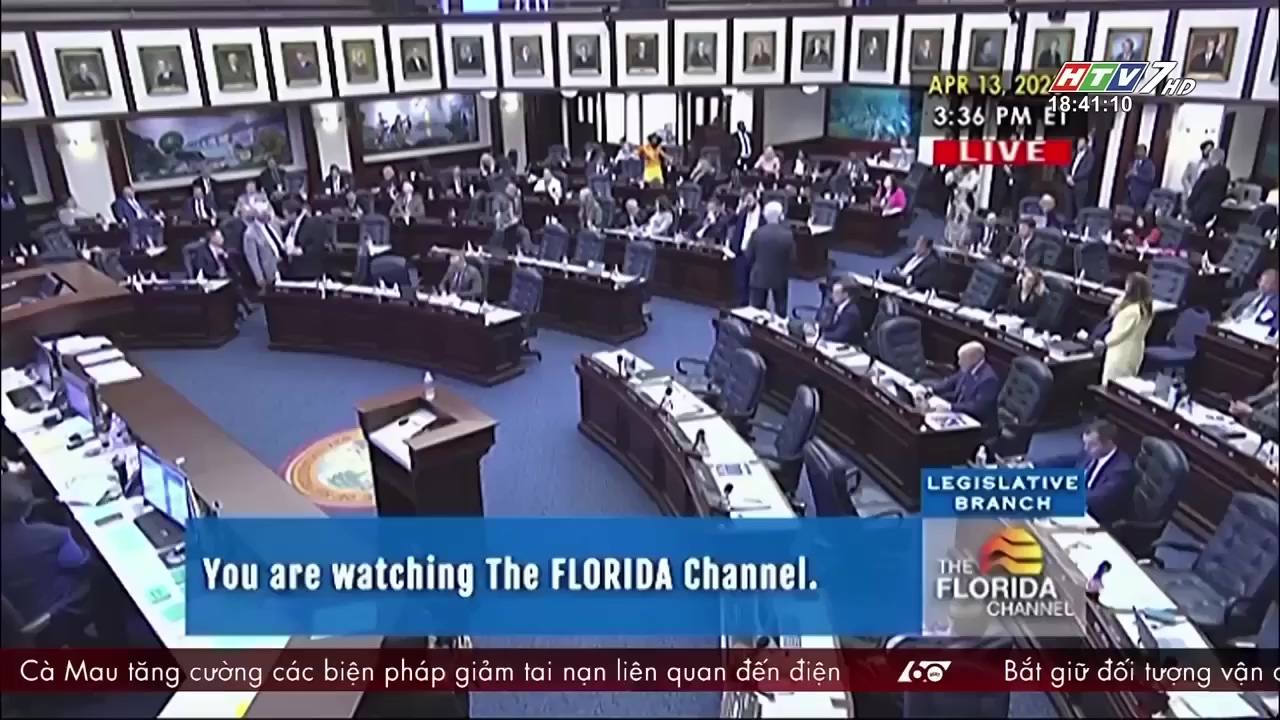 APR 13, 202
HTV7 HD
18:41:10
3:36 PM ET
LIVE
LEGISLATIVE
BRANCH
You are watching The FLORIDA Channel.
THE
FLORIDA
CHANNEL
Cà Mau tăng cường các biện pháp giảm tai nạn liên quan đến điện
60 giây
Bắt giữ đối tượng vận